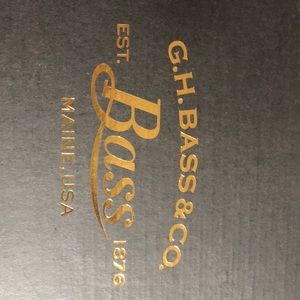 G.H.BASS&CO.
EST. Bass 1876
MAINE, USA